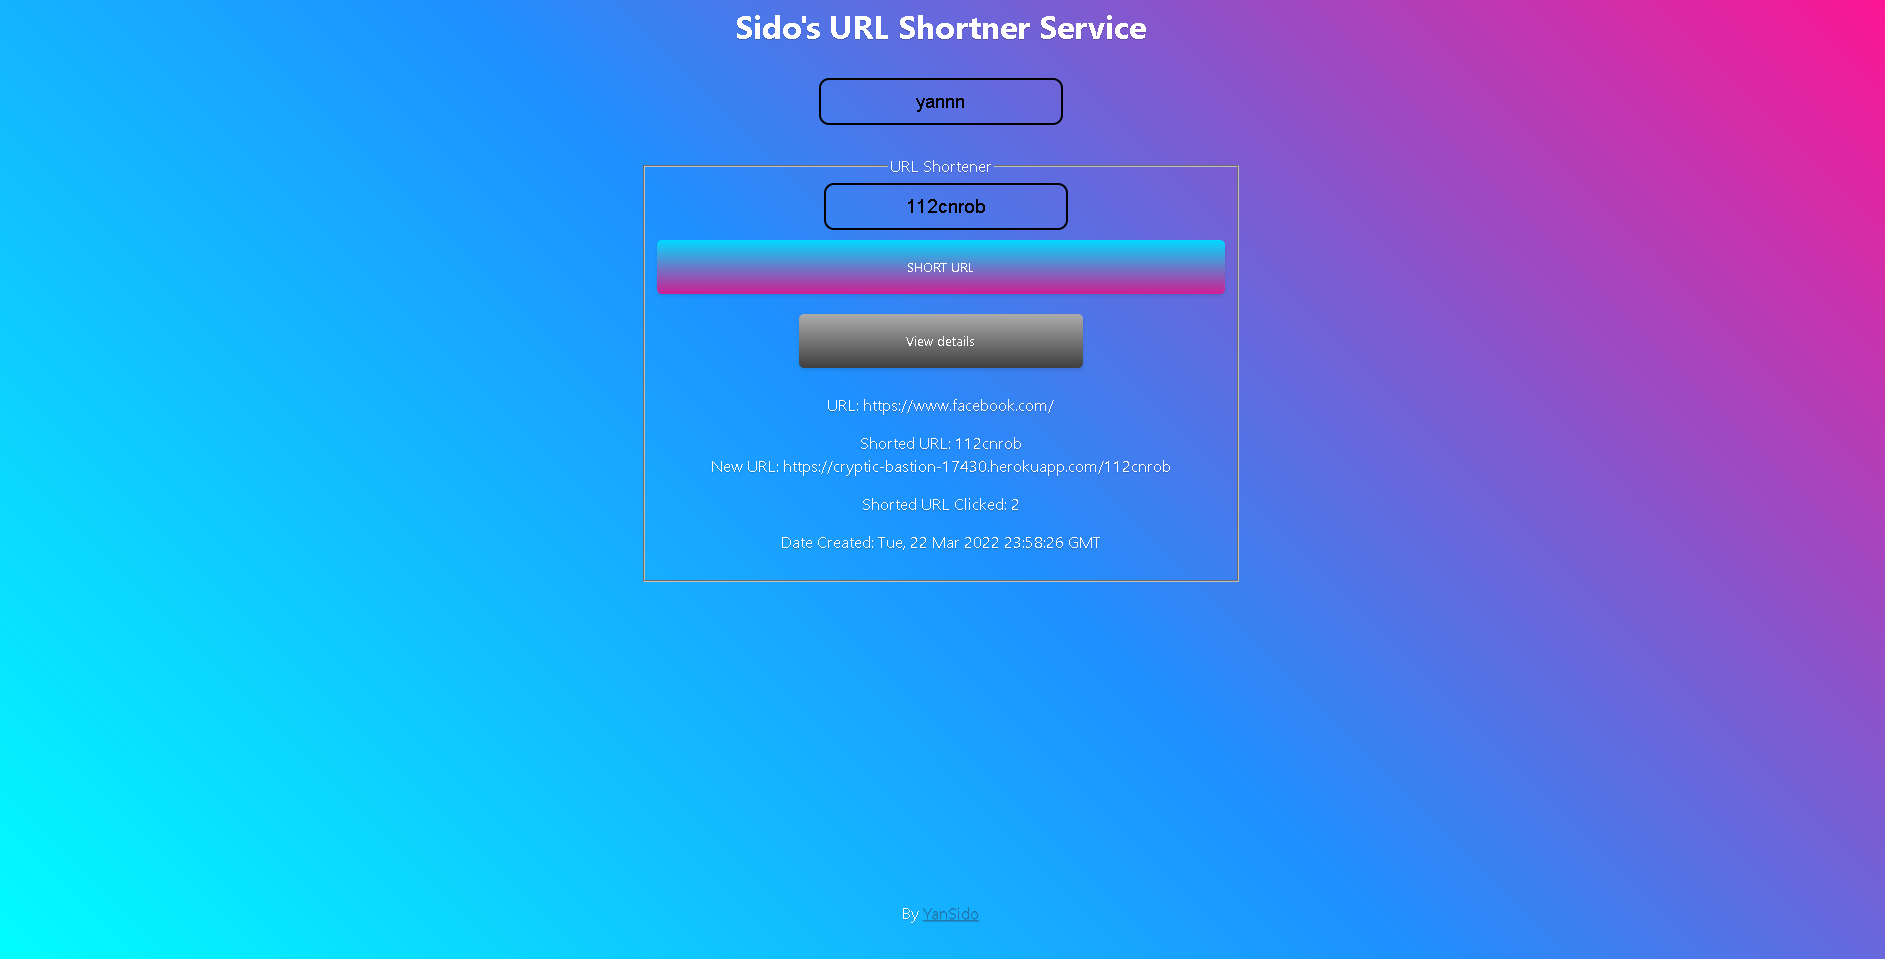 Sido's URL Shortner Service
yannn
URL Shortener
112cnrob
SHORT URL
View details
URL: https://www.facebook.com/
Shorted URL: 112cnrob
New URL: https://cryptic-bastion-17430.herokuapp.com/112cnrob
Shorted URL Clicked: 2
Date Created: Tue, 22 Mar 2022 23:58:26 GMT
By YanSido